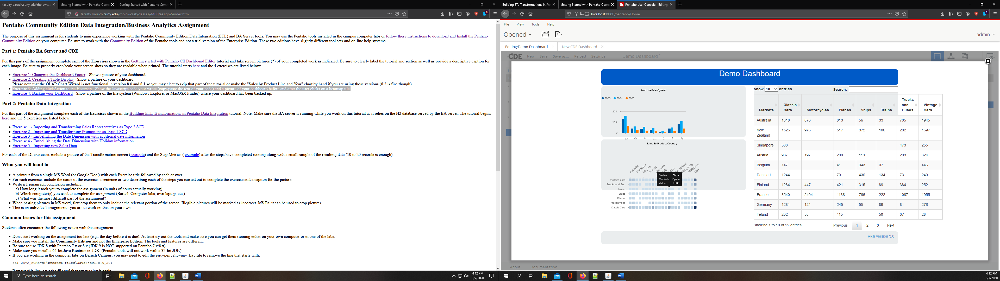 faculty.baruch.cuny.edu/rholowcza
Getting Started with Pentaho Com
Getting Started with Pentaho Com
faculty.baruch.cuny.edu/rholowczak/classes/4400/assign2/index.htm
Pentaho Community Edition Data Integration/Business Analytics Assignment
The purpose of this assignment is for students to gain experience working with the Pentaho Community Edition Data Integration (ETL) and BA Server tools. You may use the Pentaho tools installed in the campus computer labs or follow these instructions to download and Install the Pentaho
Community Edition on your computer. Be sure to work with the Community Edition of the Pentaho tools and not a trial version of the Enterprise Edition. These two editions have slightly different tool sets and on-line help systems.
Part 1: Pentaho BA Server and CDE
For this parts of the assignment complete each of the Exercises shown in the Getting started with Pentaho CE Dashboard Editor tutorial and take screen pictures (*) of your completed work as indicated. Be sure to clearly label the tutorial and section as well as provide a descriptive caption for
each image. Be sure to properly crop/scale your screen shots so they are readable when printed. The tutorial starts here and the 4 exercises are listed below:
Exercise 1: Changing the Dashboard Footer - Show a picture of your dashboard.
Exercise 2: Creating a Table Display - Show a picture of your dashboard.
Please note that the OLAP Chart Wizard is not functional in version 8.0 and 8.1 so you may elect to skip that part of the tutorial or make the "Sales by Product Line and Year" chart by hand if you are using those versions (8.2 is fine though).
Exercise 3: Adding clickAction to the Heatmap - Show the Javascript code your wrote (copy/paste the text of your code) and a picture of your dashboard before and after the user clicks on a heatmap tile.
Exercise 4: Backup your Dashboard - Show a picture of the file system (Windows Explorer or MacOSX Finder) where your dashboard has been backed up.
Part 2: Pentaho Data Integration
For this part of the assignment complete each of the Exercises shown in the Building ETL Transformations in Pentaho Data Integration tutorial. Note: Make sure the BA server is running while you work on this tutorial as it relies on the H2 database served by the BA server. The tutorial begins
here and the 5 exercises are listed below:
Exercise 1 - Importing and Transforming Sales Representatives as Type 2 SCD
Exercise 2 - Importing and Transforming Promotions as Type 1 SCD
Exercise 3 - Embellishing the Date Dimension with additional date information
Exercise 4 - Embellishing the Date Dimension with Holiday information
Exercise 5 - Importing new Sales Data
For each of the DI exercises, include a picture of the Transformation screen (example) and the Step Metrics ( example) after the steps have completed running along with a small sample of the resulting data (10 to 20 records is enough).
What you will hand in
A printout from a single MS Word (or Google Doc.) with each Exercise title followed by each answer.
For each exercise, include the name of the exercise, a sentence or two describing each of the steps you carried out to complete the exercise and a caption for the picture.
Write a 1 paragraph conclusion including:
a) How long it took you to complete the assignment (in units of hours actually working).
b) Which computer(s) you used to complete the assignment (Baruch Computer labs, own laptop, etc.)
c) What was the most difficult part of the assignment?
When pasting pictures in MS word, first crop them to only include the relevant portion of the screen. Illegible pictures will be marked as incorrect. MS Paint can be used to crop pictures.
This is an individual assignment - you are to work on this on your own.
Common Issues for this assignment
Students often encounter the following issues with this assignment:
Don't start working on the assignment too late (e.g., the day before it is due). At least try out the tools and make sure you can get them running either on your own computer or in one of the labs.
Make sure you install the Community Edition and not the Enterprise Edition. The tools and features are different.
Be sure to use JDK 8 with Pentaho 7.x or 8.x (JDK 9 is NOT supported on Pentaho 7.x/8.x)
Make sure you install a 64-bit Java Runtime or JDK. (Pentaho tools will not work with a 32-bit JDK)
If you are working in the computer labs on Baruch Campus, you may need to edit the set-pentaho-env.bat file to remove the line that starts with:
SET JAVA_HOME=c:\program files\Java\jdk1.8.0_201
Type here to search
4:12 PM
3/7/2020
Building ETL Transformations in Pe
Getting Started with Pentaho Com
Pentaho User Console - Editing
localhost:8080/pentaho/Home
File View Tools Help
Opened
admin
Editing:Demo Dashboard
New CDE Dashboard
CDE New Save Save as... Reload Settings Demo Dashboard*
Demo Dashboard
ProdLineSalesByYear
2003 2004 2005
20 k
10 k
0
Sales By Product Country
Australia Singapore Belgium Finland Germany Italy Spain Switzerland Hong Kong Philippines USA
Series Ships
Markets Spain
Value 1 388
Vintage Cars
Trucks and Bu..
Trains
Ships
Planes
Motorcycles
Classic Cars
Show 10 entries
Search:
Markets Classic Cars Motorcycles Planes Ships Trains Trucks and Buses Vintage Cars
Australia 1818 876 813 56 33 705 1945
New Zealand 1526 976 517 372 106 202 1697
Singapore 508 473 255
Austria 937 197 200 113 203 324
Belgium 147 41 343 97 446
Denmark 1244 70 436 134 73 240
Finland 1284 447 421 315 89 384 252
France 3540 2404 1136 766 222 1067 1955
Germany 1281 121 245 55 89 81 276
Ireland 202 58 115 50 37 28
Showing 1 to 10 of 22 entries
Previous 1 2 3 Next
Rich version 3.0
About Documentation
4:12 PM
3/7/2020